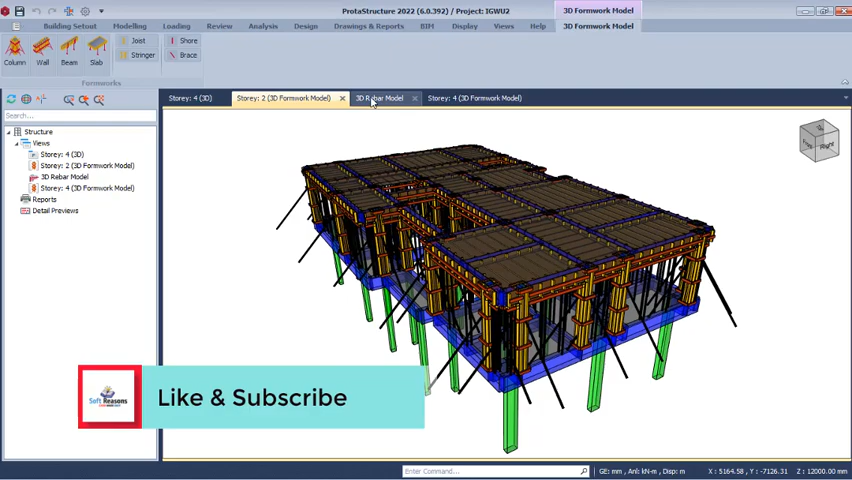 ProtaStructure 2022 (6.0.392) - Project: IGWU2
3D Formwork Model
Building Setout
Modelling
Loading
Review
Analysis
Design
Drawings & Reports
BIM
Display
Views
Help
3D Formwork Model
Column
Wall
Beam
Slab
Joist
Stringer
Shore
Brace
Formworks
Storey: 4 (3D)
Storey: 2 (3D Formwork Model)
3D Rebar Model
Storey: 4 (3D Formwork Model)
Search...
Structure
Views
Storey: 4 (3D)
Storey: 2 (3D Formwork Model)
3D Rebar Model
Storey: 4 (3D Formwork Model)
Reports
Detail Previews
Front
Right
Soft Reasons
Like & Subscribe
Enter Command...
GE: mm, Anl: kN-m , Disp: m
X : 5164.58
Y : -7126.31
Z : 12000.00 mm